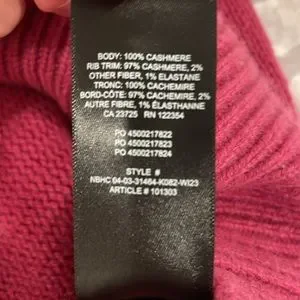 BODY: 100% CASHMERE
RIB TRIM: 97% CASHMERE, 2%
OTHER FIBER, 1% ELASTANE
TRONC: 100% CACHEMIRE
BORD-CÔTE: 97% CACHEMIRE, 2%
AUTRE FIBRE, 1% ÉLASTHANNE
CA 23725 RN 122354
PO 4500217822
PO 4500217823
PO 4500217824
STYLE #
NBHC 04-03-31464-K082-WI23
ARTICLE # 101303